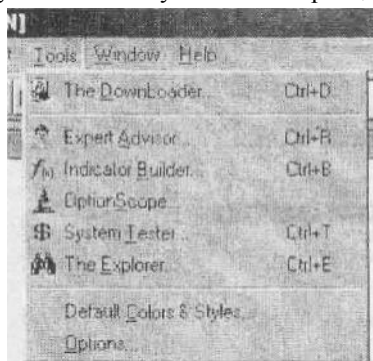 N]
Tools Window Help
The DownLoader... Ctrl+D
Expert Advisor... Ctrl+R
f(x) Indicator Builder... Ctrl+B
OptionScope...
System Tester... Ctrl+T
The Explorer... Ctrl+E
Default Colors & Styles...
Options...